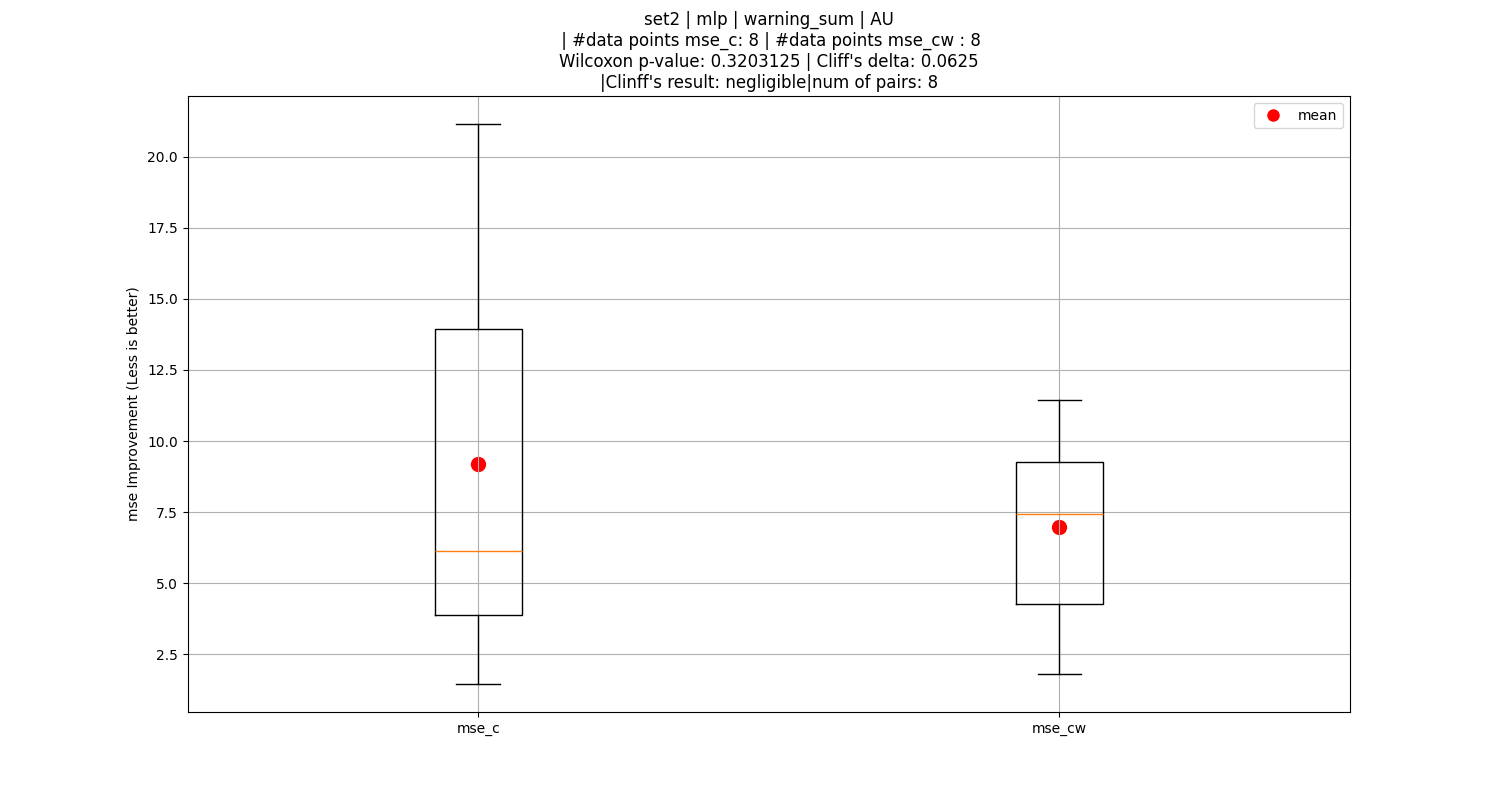 set2 | mlp | warning_sum | AU
| #data points mse_c: 8 | #data points mse_cw : 8
Wilcoxon p-value: 0.3203125 | Cliff's delta: 0.0625
|Clinff's result: negligible|num of pairs: 8
mean
20.0
17.5
15.0
12.5
10.0
7.5
5.0
2.5
mse Improvement (Less is better)
mse_c
mse_cw